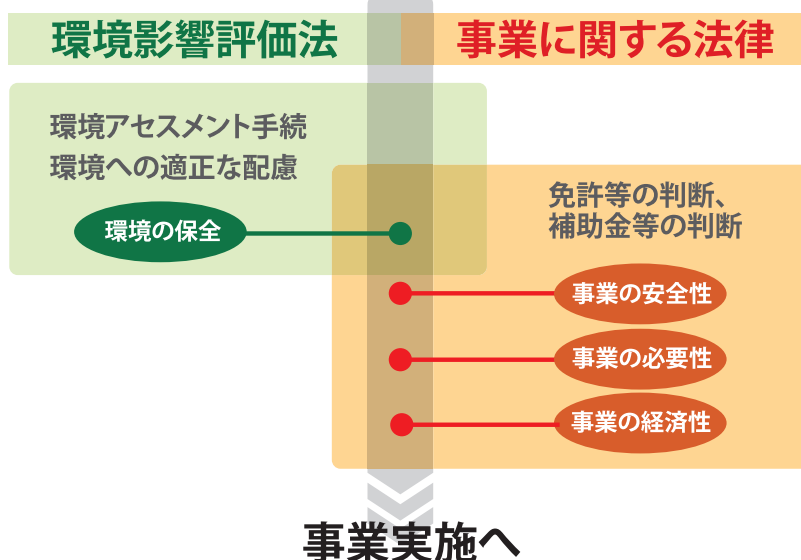 環境影響評価法
事業に関する法律
環境アセスメント手続
環境への適正な配慮
環境の保全
免許等の判断、
補助金等の判断
事業の安全性
事業の必要性
事業の経済性
事業実施へ